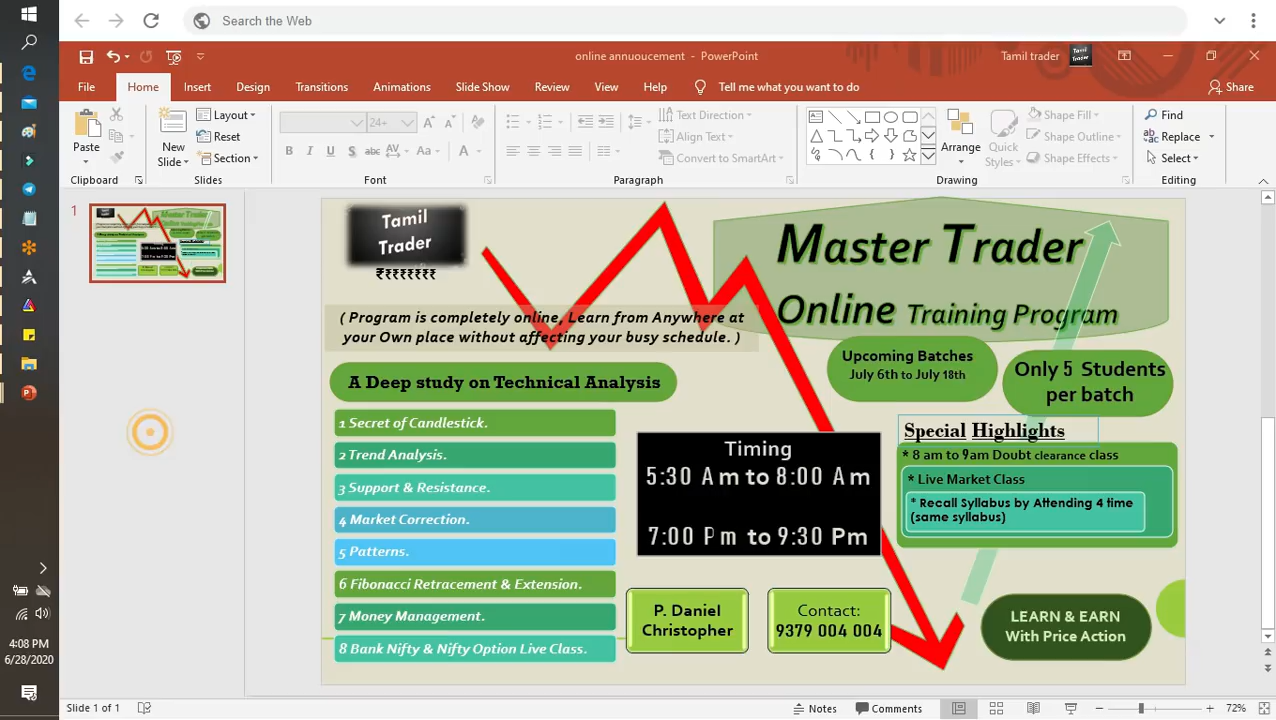 Search the Web
online annuoucement - PowerPoint
Tamil trader
Tamil Trader
File Home Insert Design Transitions Animations Slide Show Review View Help Tell me what you want to do Share
Paste
Clipboard
New
Slide
Layout
Reset
Section
Slides
24+
B I U S abc AV Aa A
Font
Text Direction
Align Text
Convert to SmartArt
Paragraph
Arrange
Quick
Styles
Shape Fill
Shape Outline
Shape Effects
Drawing
Find
Replace
Select
Editing
1
Tamil
Trader
₹₹₹₹₹₹₹₹
Master Trader
Online Training Program
( Program is completely online, Learn from Anywhere at
your Own place without affecting your busy schedule. )
Upcoming Batches
July 6th to July 18th
Only 5 Students
per batch
A Deep study on Technical Analysis
1 Secret of Candlestick.
2 Trend Analysis.
3 Support & Resistance.
4 Market Correction.
5 Patterns.
6 Fibonacci Retracement & Extension.
7 Money Management.
8 Bank Nifty & Nifty Option Live Class.
Timing
5:30 Am to 8:00 Am
7:00 Pm to 9:30 Pm
Special Highlights
* 8 am to 9am Doubt clearance class
* Live Market Class
* Recall Syllabus by Attending 4 time
(same syllabus)
P. Daniel
Christopher
Contact:
9379 004 004
LEARN & EARN
With Price Action
4:08 PM
6/28/2020
Slide 1 of 1
Notes
Comments
72%